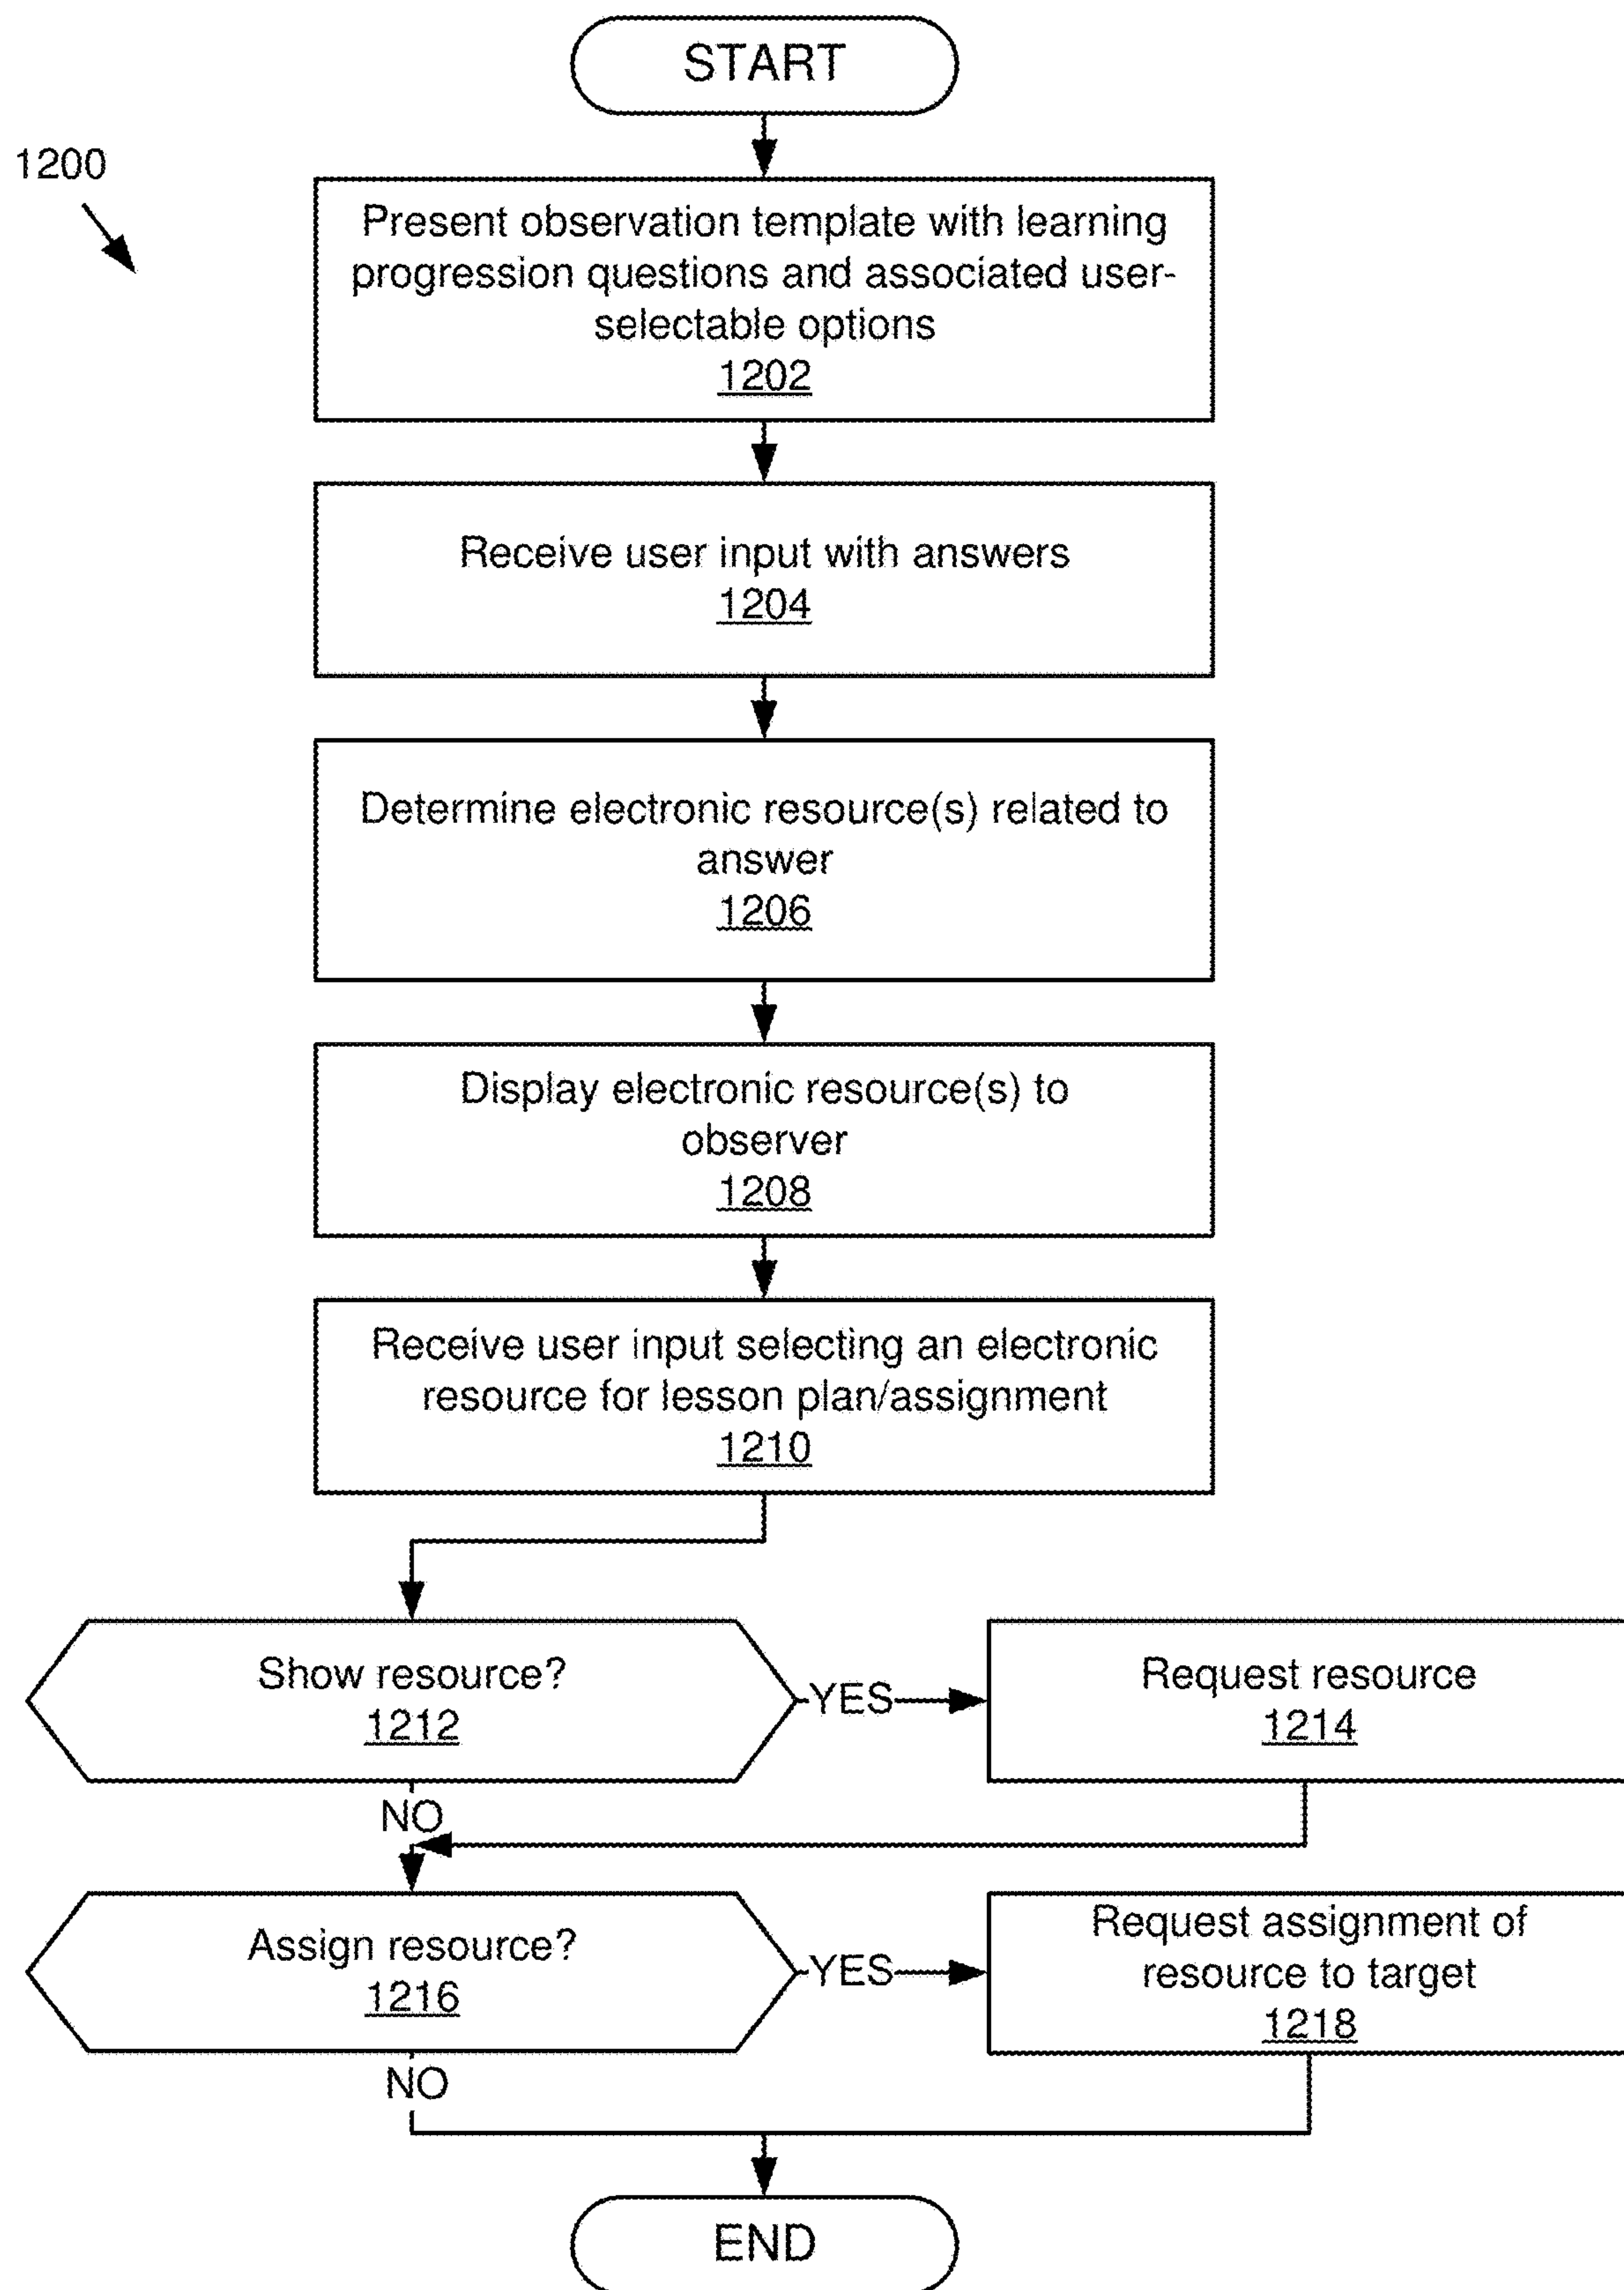 START
1200
Present observation template with learning
progression questions and associated user-
selectable options
1202
Receive user input with answers
1204
Determine electronic resource(s) related to
answer
1206
Display electronic resource(s) to
observer
1208
Receive user input selecting an electronic
resource for lesson plan/assignment
1210
Show resource?
1212
YES
Request resource
1214
NO
Assign resource?
1216
YES
Request assignment of
resource to target
1218
NO
END